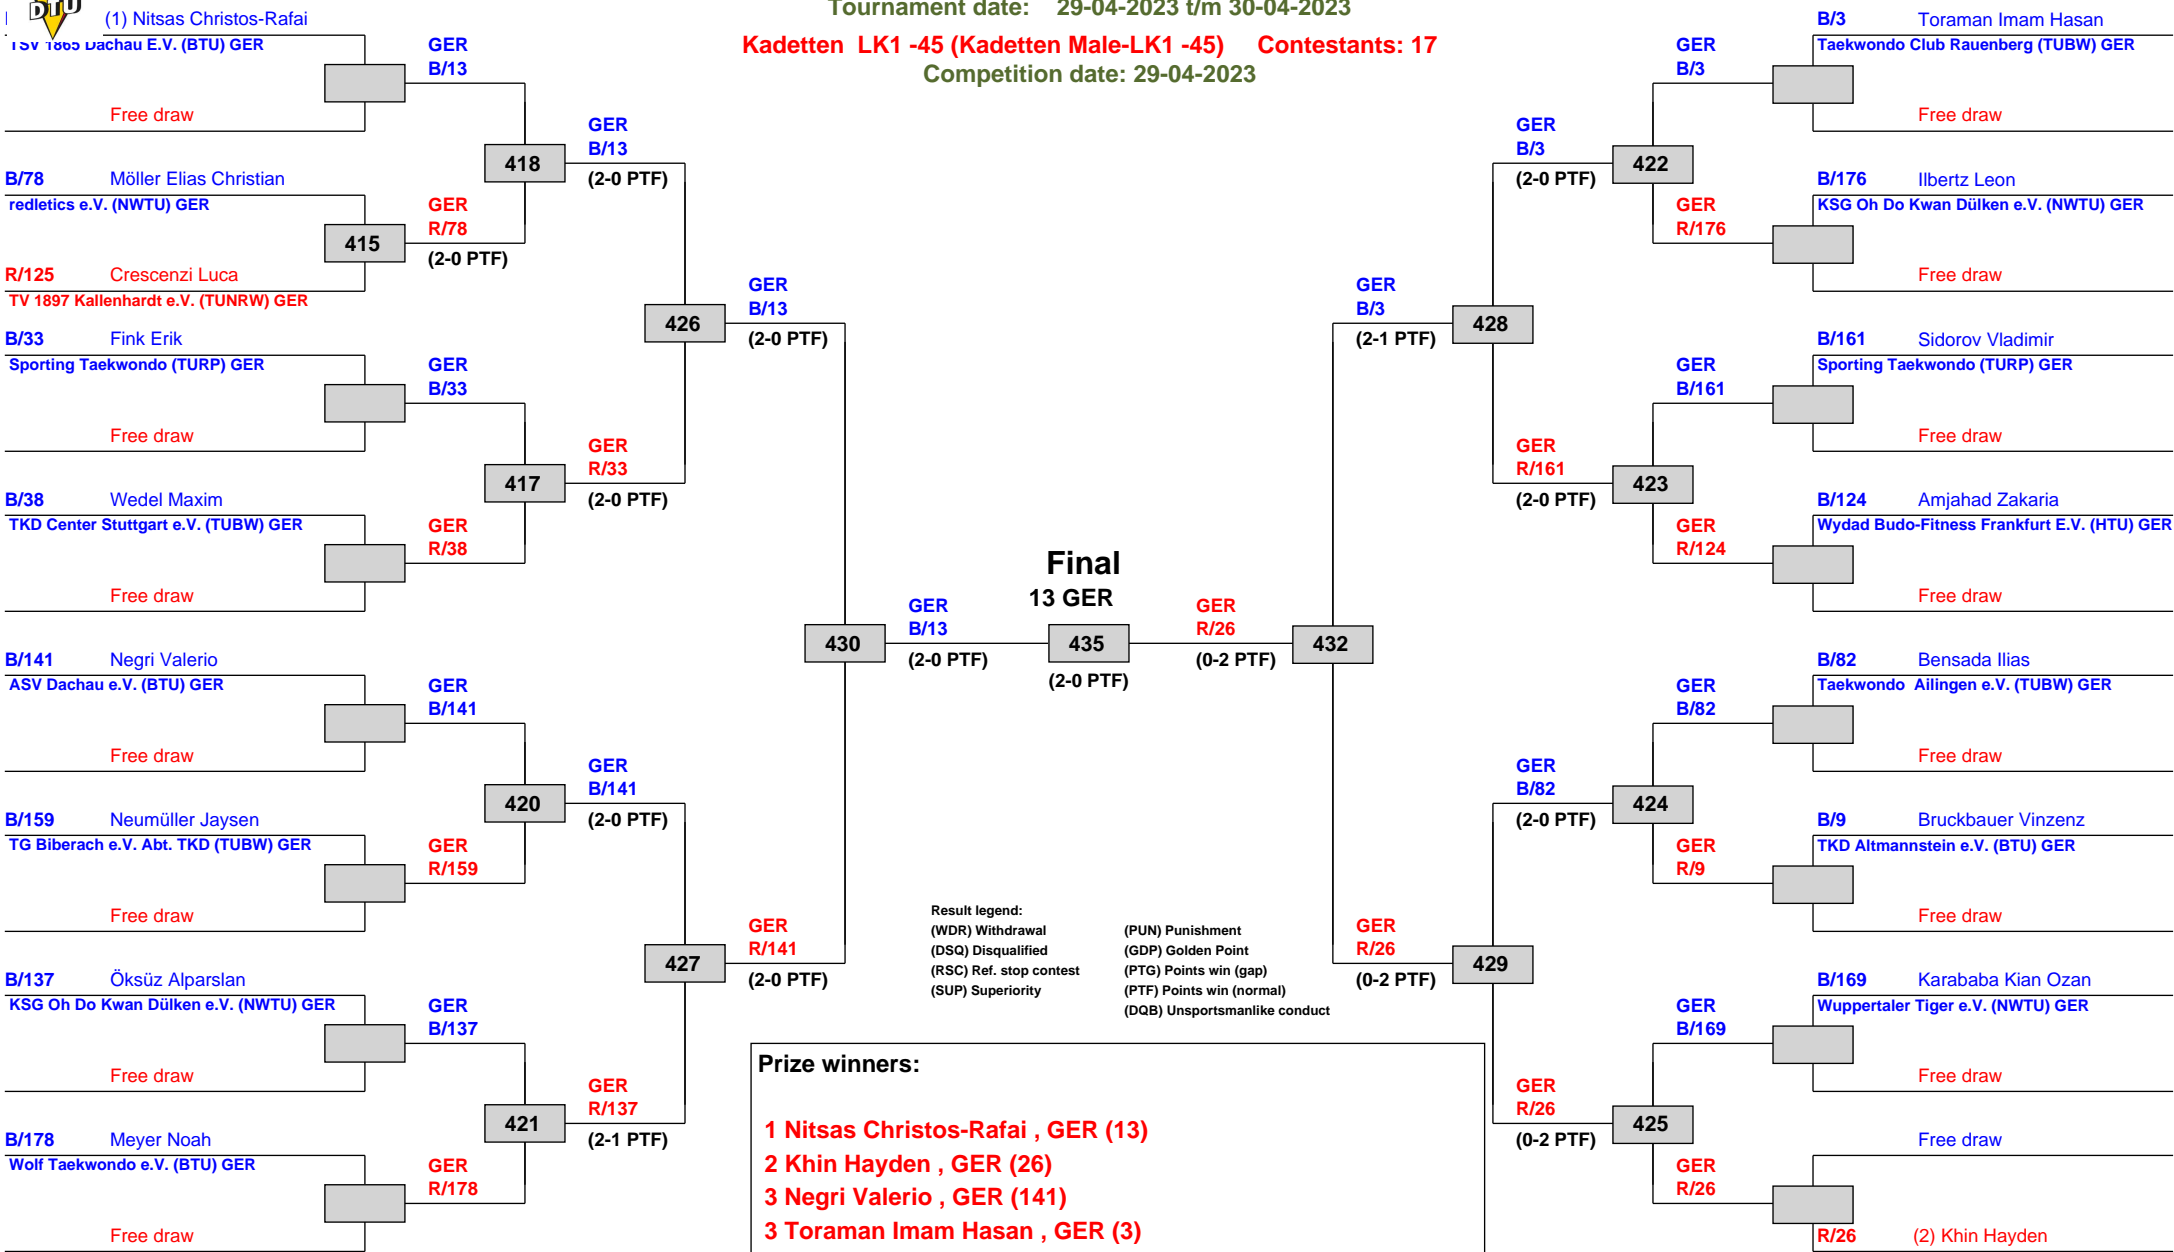 DTU
(1) Nitsas Christos-Rafai
TSV 1865 Dachau E.V. (BTU) GER
Free draw
B/78 Möller Elias Christian
redletics e.V. (NWTU) GER
R/125 Crescenzi Luca
TV 1897 Kallenhardt e.V. (TUNRW) GER
B/33 Fink Erik
Sporting Taekwondo (TURP) GER
Free draw
B/38 Wedel Maxim
TKD Center Stuttgart e.V. (TUBW) GER
Free draw
B/141 Negri Valerio
ASV Dachau e.V. (BTU) GER
Free draw
B/159 Neumüller Jaysen
TG Biberach e.V. Abt. TKD (TUBW) GER
Free draw
B/137 Öksüz Alparslan
KSG Oh Do Kwan Dülken e.V. (NWTU) GER
Free draw
B/178 Meyer Noah
Wolf Taekwondo e.V. (BTU) GER
Free draw
415
GER
B/13
GER
R/78
(2-0 PTF)
GER
B/33
GER
R/38
GER
B/141
GER
R/159
GER
B/137
GER
R/178
418
417
420
421
GER
B/13
(2-0 PTF)
GER
R/33
(2-0 PTF)
GER
B/141
(2-0 PTF)
GER
R/137
(2-1 PTF)
426
427
GER
B/13
(2-0 PTF)
GER
R/141
(2-0 PTF)
430
GER
B/13
(2-0 PTF)
Tournament date: 29-04-2023 t/m 30-04-2023
Kadetten LK1 -45 (Kadetten Male-LK1 -45) Contestants: 17
Competition date: 29-04-2023
Final
13 GER
435
(2-0 PTF)
GER
R/26
(0-2 PTF)
432
GER
B/3
(2-1 PTF)
GER
R/26
(0-2 PTF)
428
429
GER
B/3
(2-0 PTF)
GER
R/161
(2-0 PTF)
GER
B/82
(2-0 PTF)
GER
R/26
(0-2 PTF)
422
423
424
425
GER
B/3
GER
R/176
GER
B/161
GER
R/124
GER
B/82
GER
R/9
GER
B/169
GER
R/26
B/3 Toraman Imam Hasan
Taekwondo Club Rauenberg (TUBW) GER
Free draw
B/176 Ilbertz Leon
KSG Oh Do Kwan Dülken e.V. (NWTU) GER
Free draw
B/161 Sidorov Vladimir
Sporting Taekwondo (TURP) GER
Free draw
B/124 Amjahad Zakaria
Wydad Budo-Fitness Frankfurt E.V. (HTU) GER
Free draw
B/82 Bensada Ilias
Taekwondo Ailingen e.V. (TUBW) GER
Free draw
B/9 Bruckbauer Vinzenz
TKD Altmannstein e.V. (BTU) GER
Free draw
B/169 Karababa Kian Ozan
Wuppertaler Tiger e.V. (NWTU) GER
Free draw
Free draw
R/26 (2) Khin Hayden
Result legend:
(WDR) Withdrawal (PUN) Punishment
(DSQ) Disqualified (GDP) Golden Point
(RSC) Ref. stop contest (PTG) Points win (gap)
(SUP) Superiority (PTF) Points win (normal)
(DQB) Unsportsmanlike conduct
Prize winners:
1 Nitsas Christos-Rafai , GER (13)
2 Khin Hayden , GER (26)
3 Negri Valerio , GER (141)
3 Toraman Imam Hasan , GER (3)